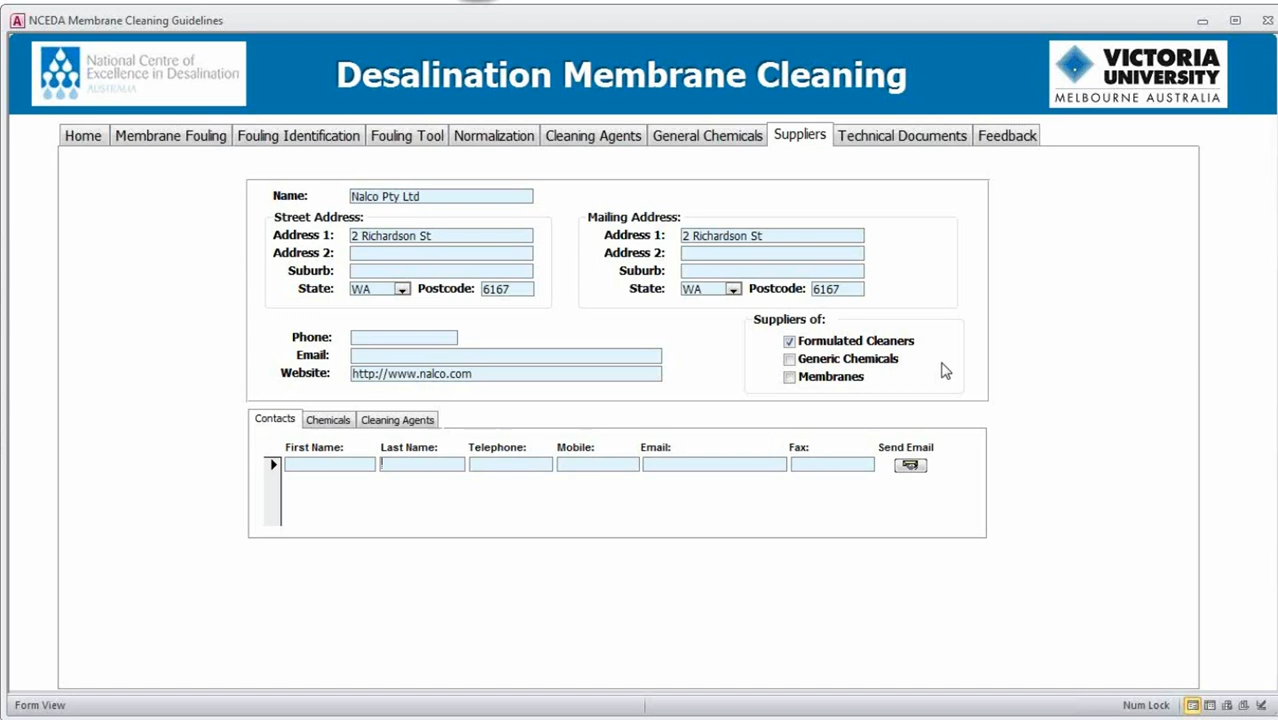 NCEDA Membrane Cleaning Guidelines
National Centre of
Excellence in Desalination
AUSTRALIA
Desalination Membrane Cleaning
VICTORIA
UNIVERSITY
MELBOURNE AUSTRALIA
Home Membrane Fouling Fouling Identification Fouling Tool Normalization Cleaning Agents General Chemicals Suppliers Technical Documents Feedback
Name: Nalco Pty Ltd
Street Address: Mailing Address:
Address 1: 2 Richardson St Address 1: 2 Richardson St
Address 2: Address 2:
Suburb: Suburb:
State: WA Postcode: 6167 State: WA Postcode: 6167
Suppliers of:
Phone: Formulated Cleaners
Email: Generic Chemicals
Website: http://www.nalco.com Membranes
Contacts Chemicals Cleaning Agents
First Name: Last Name: Telephone: Mobile: Email: Fax: Send Email
Form View Num Lock